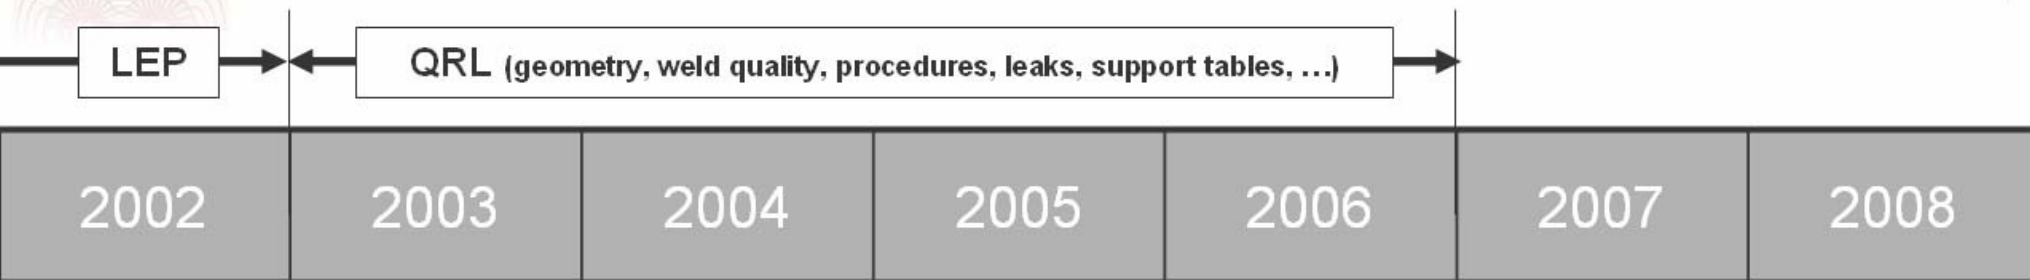 LEP QRL (geometry, weld quality, procedures, leaks, support tables, …)
2002 2003 2004 2005 2006 2007 2008